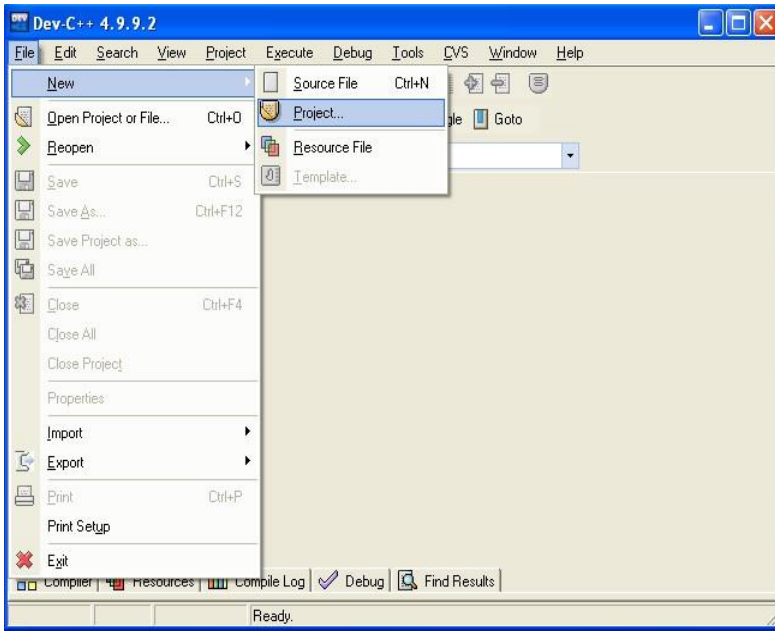 Dev-C++ 4.9.9.2
File Edit Search View Project Execute Debug Tools CVS Window Help
New
Source File Ctrl+N
Project...
Resource File
Template...
Goto
Open Project or File... Ctrl+O
Reopen
Save Ctrl+S
Save As... Ctrl+F12
Save Project as...
Save All
Close Ctrl+F4
Close All
Close Project
Properties
Import
Export
Print Ctrl+P
Print Setup
Exit
Compiler Resources Compile Log Debug Find Results
Ready.